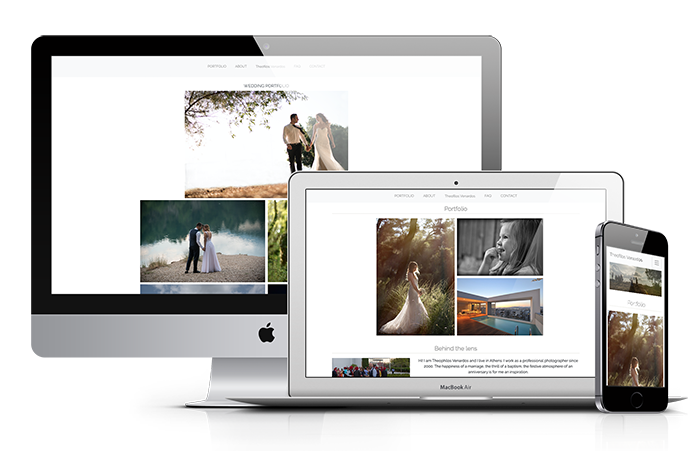 PORTFOLIO ABOUT Theofilos Venardos FAQ CONTACT
WEDDING PORTFOLIO
PORTFOLIO ABOUT Theofilos Venardos FAQ CONTACT
Portfolio
Behind the lens
Hi! I am Theophilos Venardos and I live in Athens. I work as a professional photographer since
2000. The happiness of a marriage, the thrill of a baptism, the festive atmosphere of an
anniversary is for me an inspiration.
MacBook Air
Theofilos Venardos
Portfolio